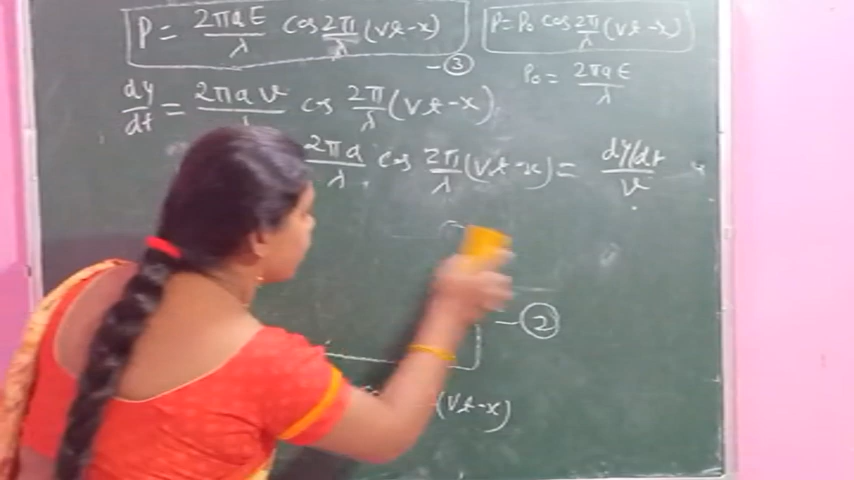 P = 2πaE/λ cos 2π/λ (vt-x) -③
P = P₀ cos 2π/λ (vt-x)
P₀ = 2πaE/λ
dy/dt = 2πav/λ cos 2π/λ (vt-x)
2πa/λ cos 2π/λ (vt-x) = dy/dt/v
-②
(vt-x)